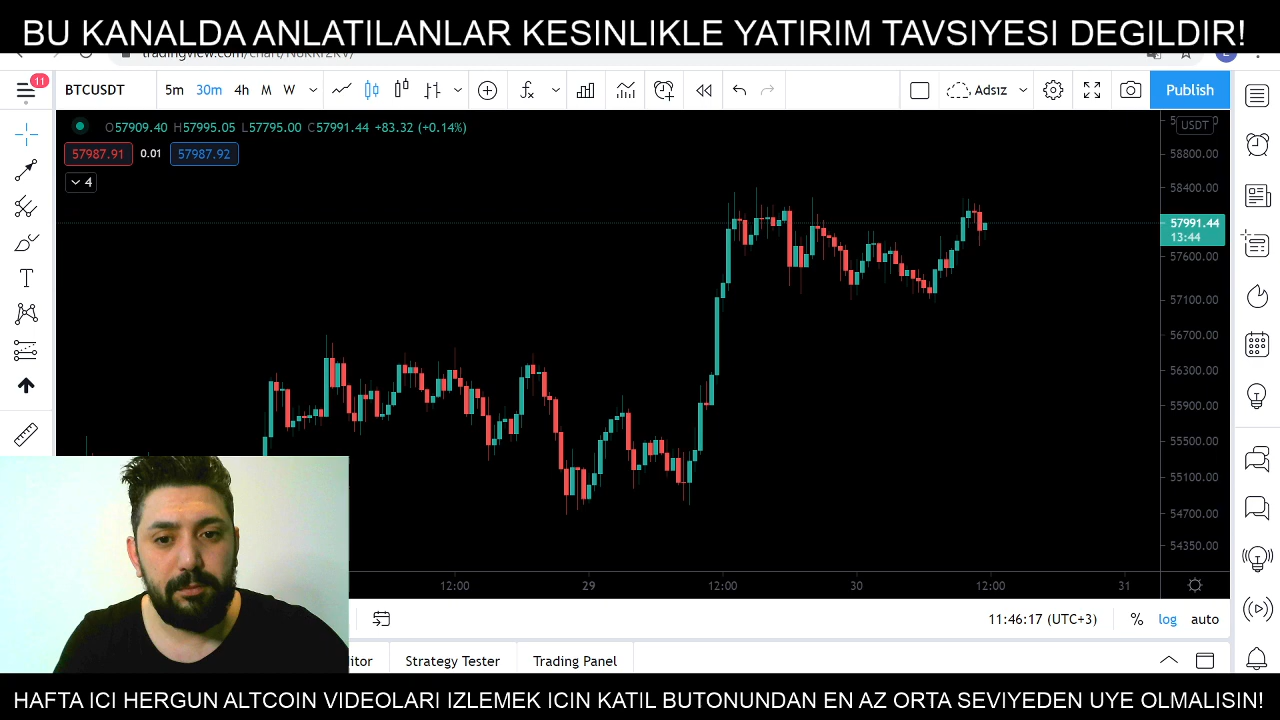 BU KANALDA ANLATILANLAR KESINLIKLE YATIRIM TAVSIYESI DEGILDIR!
11
BTCUSDT 5m 30m 4h M W Adsız Publish
O57909.40 H57995.05 L57795.00 C57991.44 +83.32 (+0.14%)
USDT
57987.91 0.01 57987.92
4
58800.00
58400.00
57991.44
13:44
57600.00
57100.00
56700.00
56300.00
55900.00
55500.00
55100.00
54700.00
54350.00
12:00 29 12:00 30 12:00 31
11:46:17 (UTC+3) % log auto
Strategy Tester Trading Panel
HAFTA ICI HERGUN ALTCOIN VIDEOLARI IZLEMEK ICIN KATIL BUTONUNDAN EN AZ ORTA SEVIYEDEN UYE OLMALISIN!